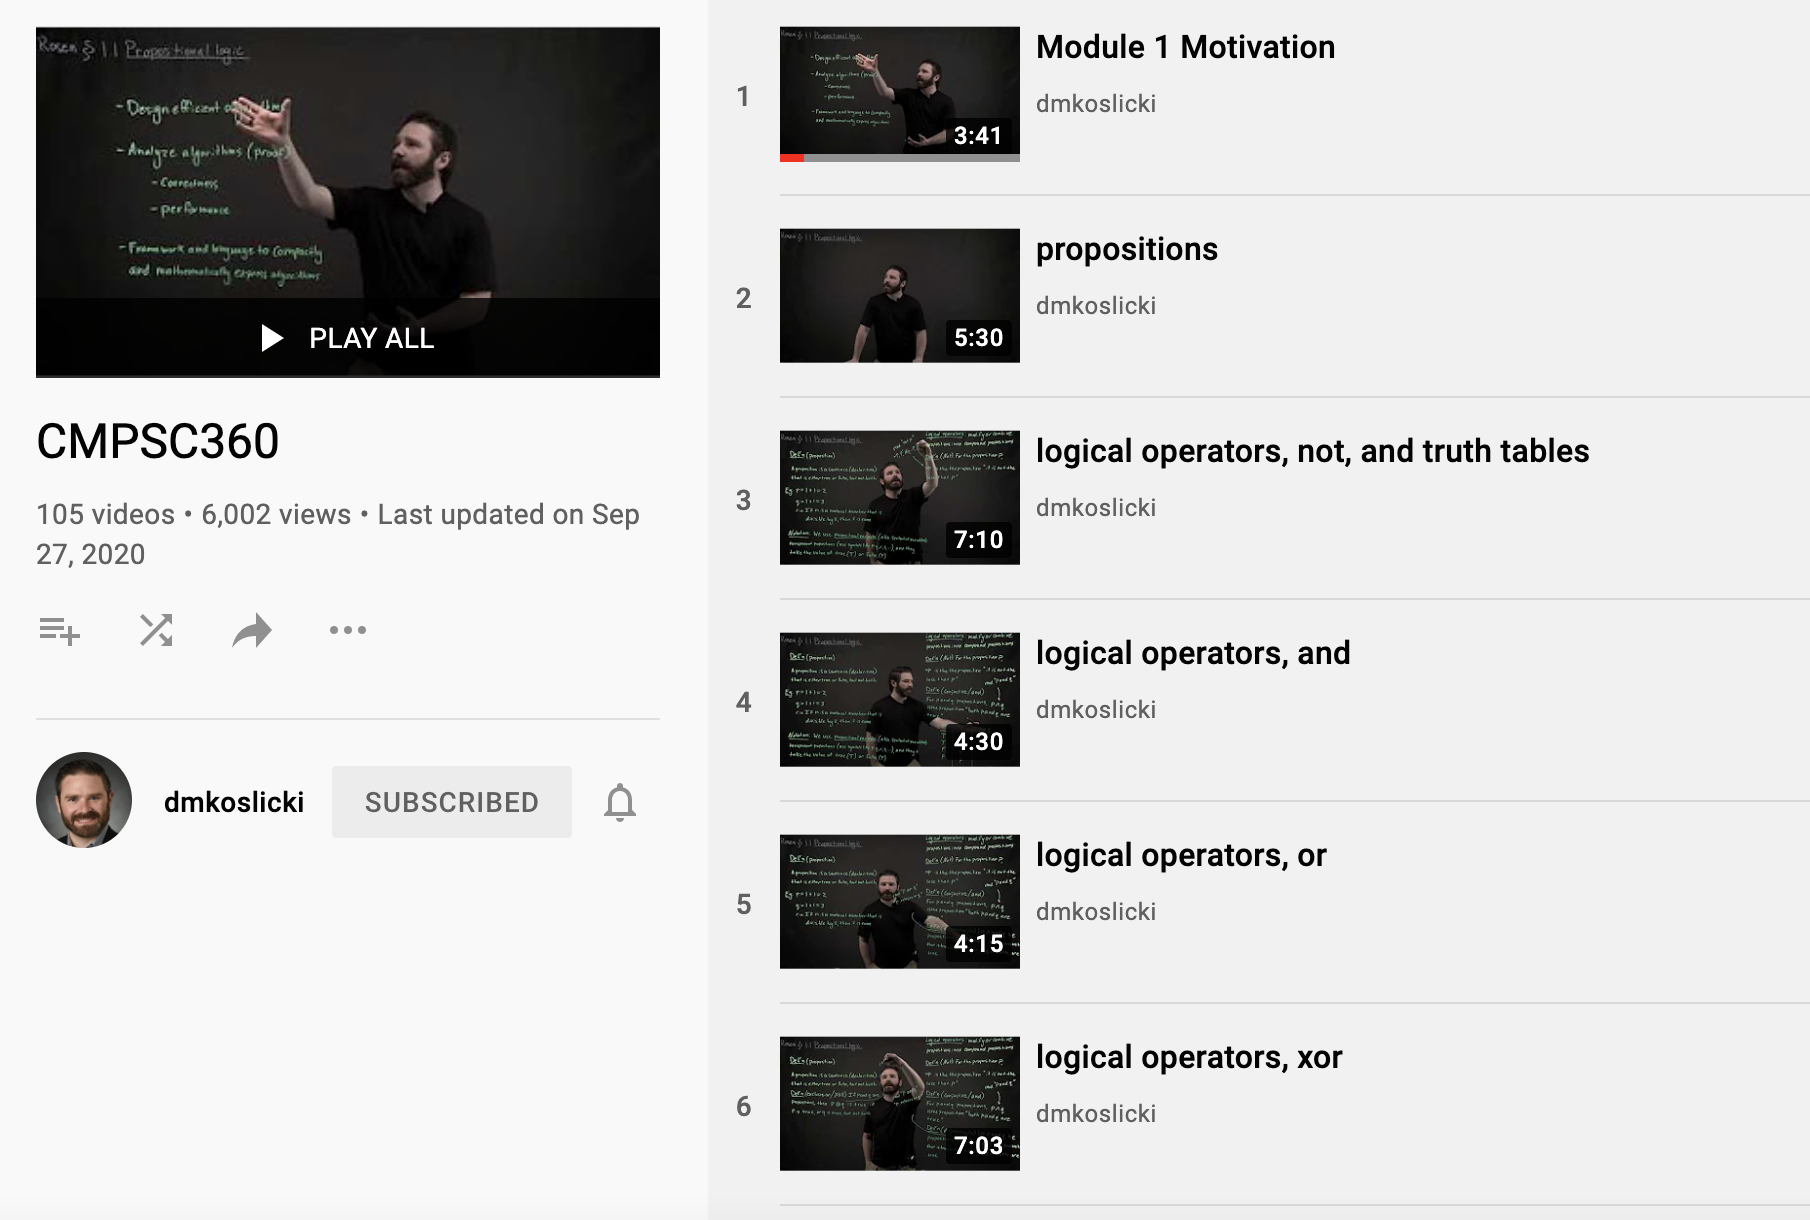 Rosen § 1.1 Propositional logic
- Design efficient algorithms
- Analyze algorithms (proof)
- Correctness
- performance
- Framework and language to compactly
and mathematically express algorithms
PLAY ALL
CMPSC360
105 videos • 6,002 views • Last updated on Sep
27, 2020
dmkoslicki
SUBSCRIBED
1
3:41
Module 1 Motivation
dmkoslicki
2
5:30
propositions
dmkoslicki
3
7:10
logical operators, not, and truth tables
dmkoslicki
4
4:30
logical operators, and
dmkoslicki
5
4:15
logical operators, or
dmkoslicki
6
7:03
logical operators, xor
dmkoslicki